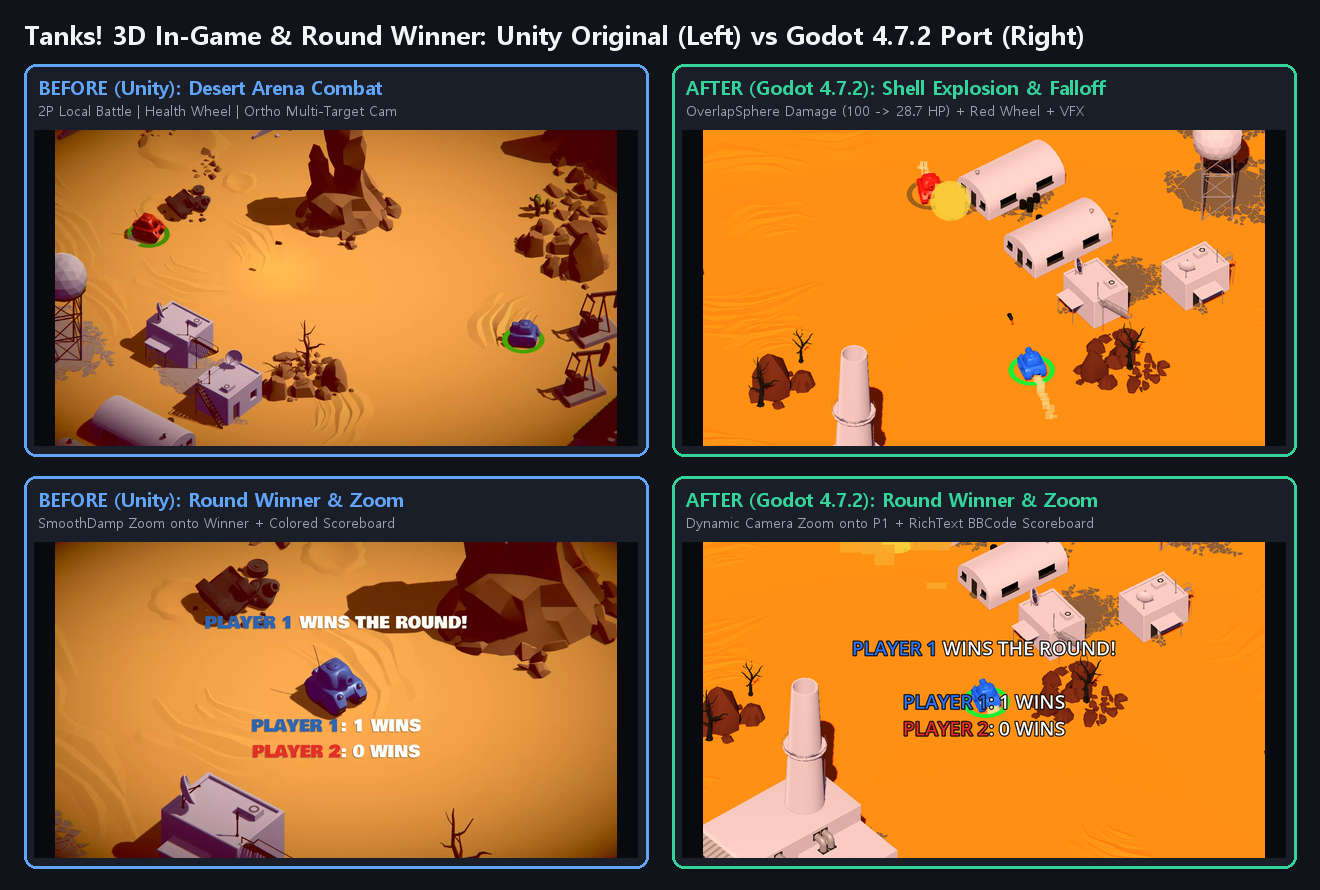 Tanks! 3D In-Game & Round Winner: Unity Original (Left) vs Godot 4.7.2 Port (Right)
BEFORE (Unity): Desert Arena Combat
2P Local Battle | Health Wheel | Ortho Multi-Target Cam
AFTER (Godot 4.7.2): Shell Explosion & Falloff
OverlapSphere Damage (100 -> 28.7 HP) + Red Wheel + VFX
BEFORE (Unity): Round Winner & Zoom
SmoothDamp Zoom onto Winner + Colored Scoreboard
PLAYER 1 WINS THE ROUND!
PLAYER 1: 1 WINS
PLAYER 2: 0 WINS
AFTER (Godot 4.7.2): Round Winner & Zoom
Dynamic Camera Zoom onto P1 + RichText BBCode Scoreboard
PLAYER 1 WINS THE ROUND!
PLAYER 1: 1 WINS
PLAYER 2: 0 WINS